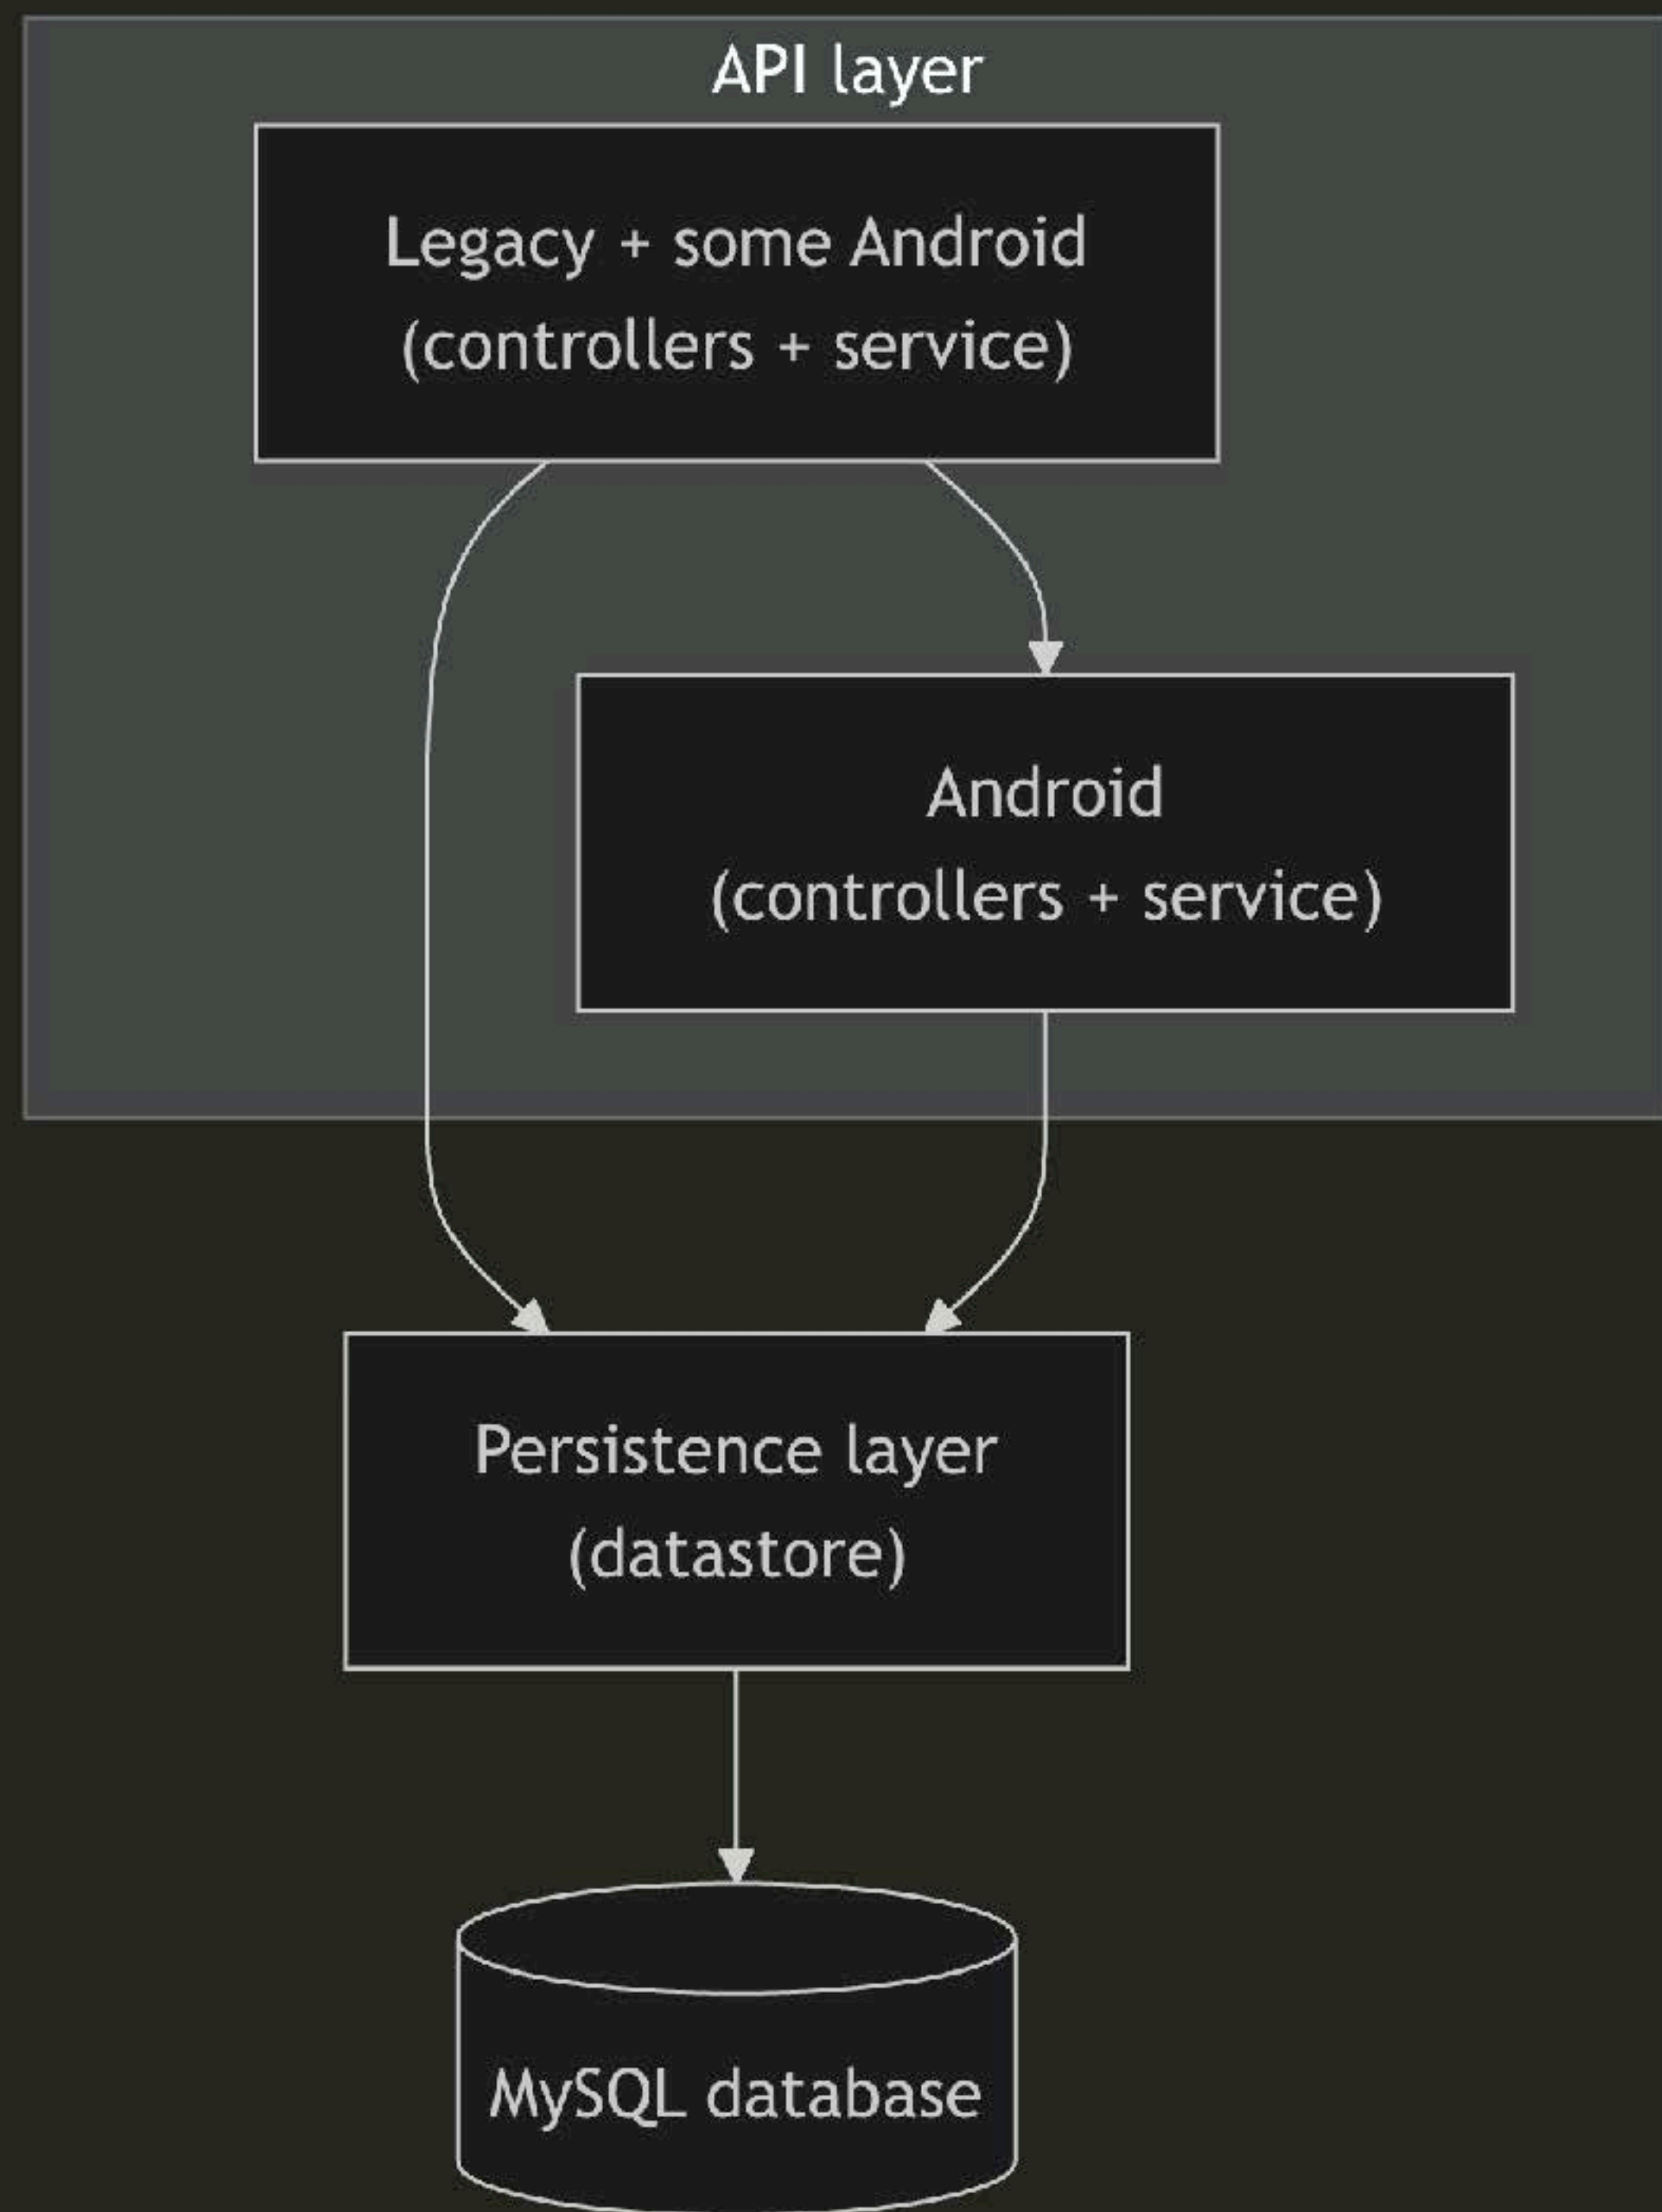 API layer
Legacy + some Android
(controllers + service)
Android
(controllers + service)
Persistence layer
(datastore)
MySQL database